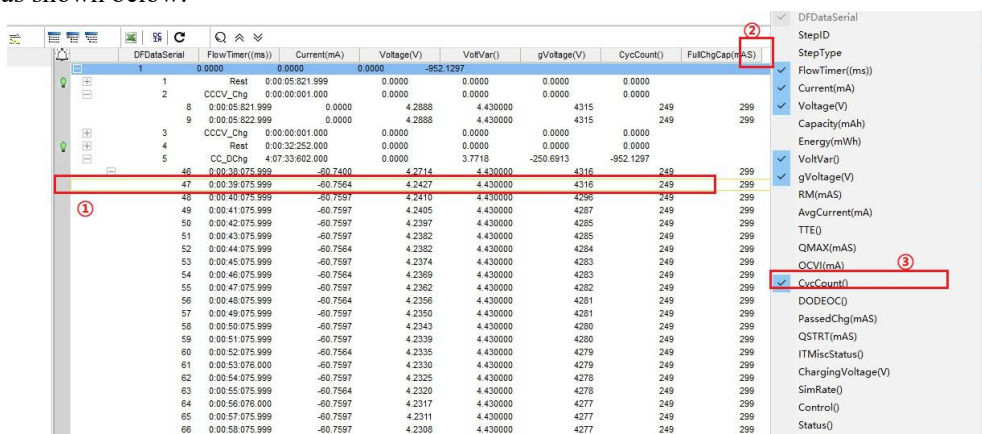 as shown below.
②
DFDataSerial FlowTimer((ms)) Current(mA) Voltage(V) VoltVar() gVoltage(V) CycCount() FullChgCap(mAS)
1 0.0000 0.0000 0.0000 -952.1297
1 Rest 0:00:05:821.999 0.0000 0.0000 0.0000 0.0000
2 CCCV_Chg 0:00:00:001.000 0.0000 0.0000 0.0000 0.0000
8 0:00:05:821.999 0.0000 4.2888 4.430000 4315 249 299
9 0:00:05:822.999 0.0000 4.2888 4.430000 4315 249 299
3 CCCV_Chg 0:00:00:001.000 0.0000 0.0000 0.0000 0.0000
4 Rest 0:00:32:252.000 0.0000 0.0000 0.0000 0.0000
5 CC_DChg 4:07:33:602.000 0.0000 3.7718 -250.6913 -952.1297
46 0:00:38:075.999 -60.7400 4.2714 4.430000 4316 249 299
47 0:00:39:075.999 -60.7564 4.2427 4.430000 4316 249 299
①
48 0:00:40:075.999 -60.7597 4.2410 4.430000 4296 249 299
49 0:00:41:075.999 -60.7597 4.2405 4.430000 4287 249 299
50 0:00:42:075.999 -60.7597 4.2397 4.430000 4285 249 299
51 0:00:43:075.999 -60.7597 4.2382 4.430000 4285 249 299
52 0:00:44:075.999 -60.7564 4.2382 4.430000 4284 249 299
53 0:00:45:075.999 -60.7597 4.2374 4.430000 4283 249 299
54 0:00:46:075.999 -60.7564 4.2369 4.430000 4283 249 299
55 0:00:47:075.999 -60.7597 4.2362 4.430000 4282 249 299
56 0:00:48:075.999 -60.7564 4.2356 4.430000 4281 249 299
57 0:00:49:075.999 -60.7597 4.2350 4.430000 4281 249 299
58 0:00:50:075.999 -60.7597 4.2343 4.430000 4280 249 299
59 0:00:51:075.999 -60.7597 4.2339 4.430000 4280 249 299
60 0:00:52:075.999 -60.7564 4.2335 4.430000 4279 249 299
61 0:00:53:076.000 -60.7597 4.2330 4.430000 4279 249 299
62 0:00:54:075.999 -60.7597 4.2325 4.430000 4278 249 299
63 0:00:55:075.999 -60.7564 4.2320 4.430000 4278 249 299
64 0:00:56:076.000 -60.7597 4.2317 4.430000 4277 249 299
65 0:00:57:075.999 -60.7597 4.2311 4.430000 4277 249 299
66 0:00:58:075.999 -60.7597 4.2308 4.430000 4277 249 299
DFDataSerial
StepID
StepType
FlowTimer((ms))
Current(mA)
Voltage(V)
Capacity(mAh)
Energy(mWh)
VoltVar()
gVoltage(V)
RM(mAS)
AvgCurrent(mA)
TTE()
QMAX(mAS)
OCVI(mA)
③
CycCount()
DODEOC()
PassedChg(mAS)
QSTRT(mAS)
ITMiscStatus()
ChargingVoltage(V)
SimRate()
Control()
Status()